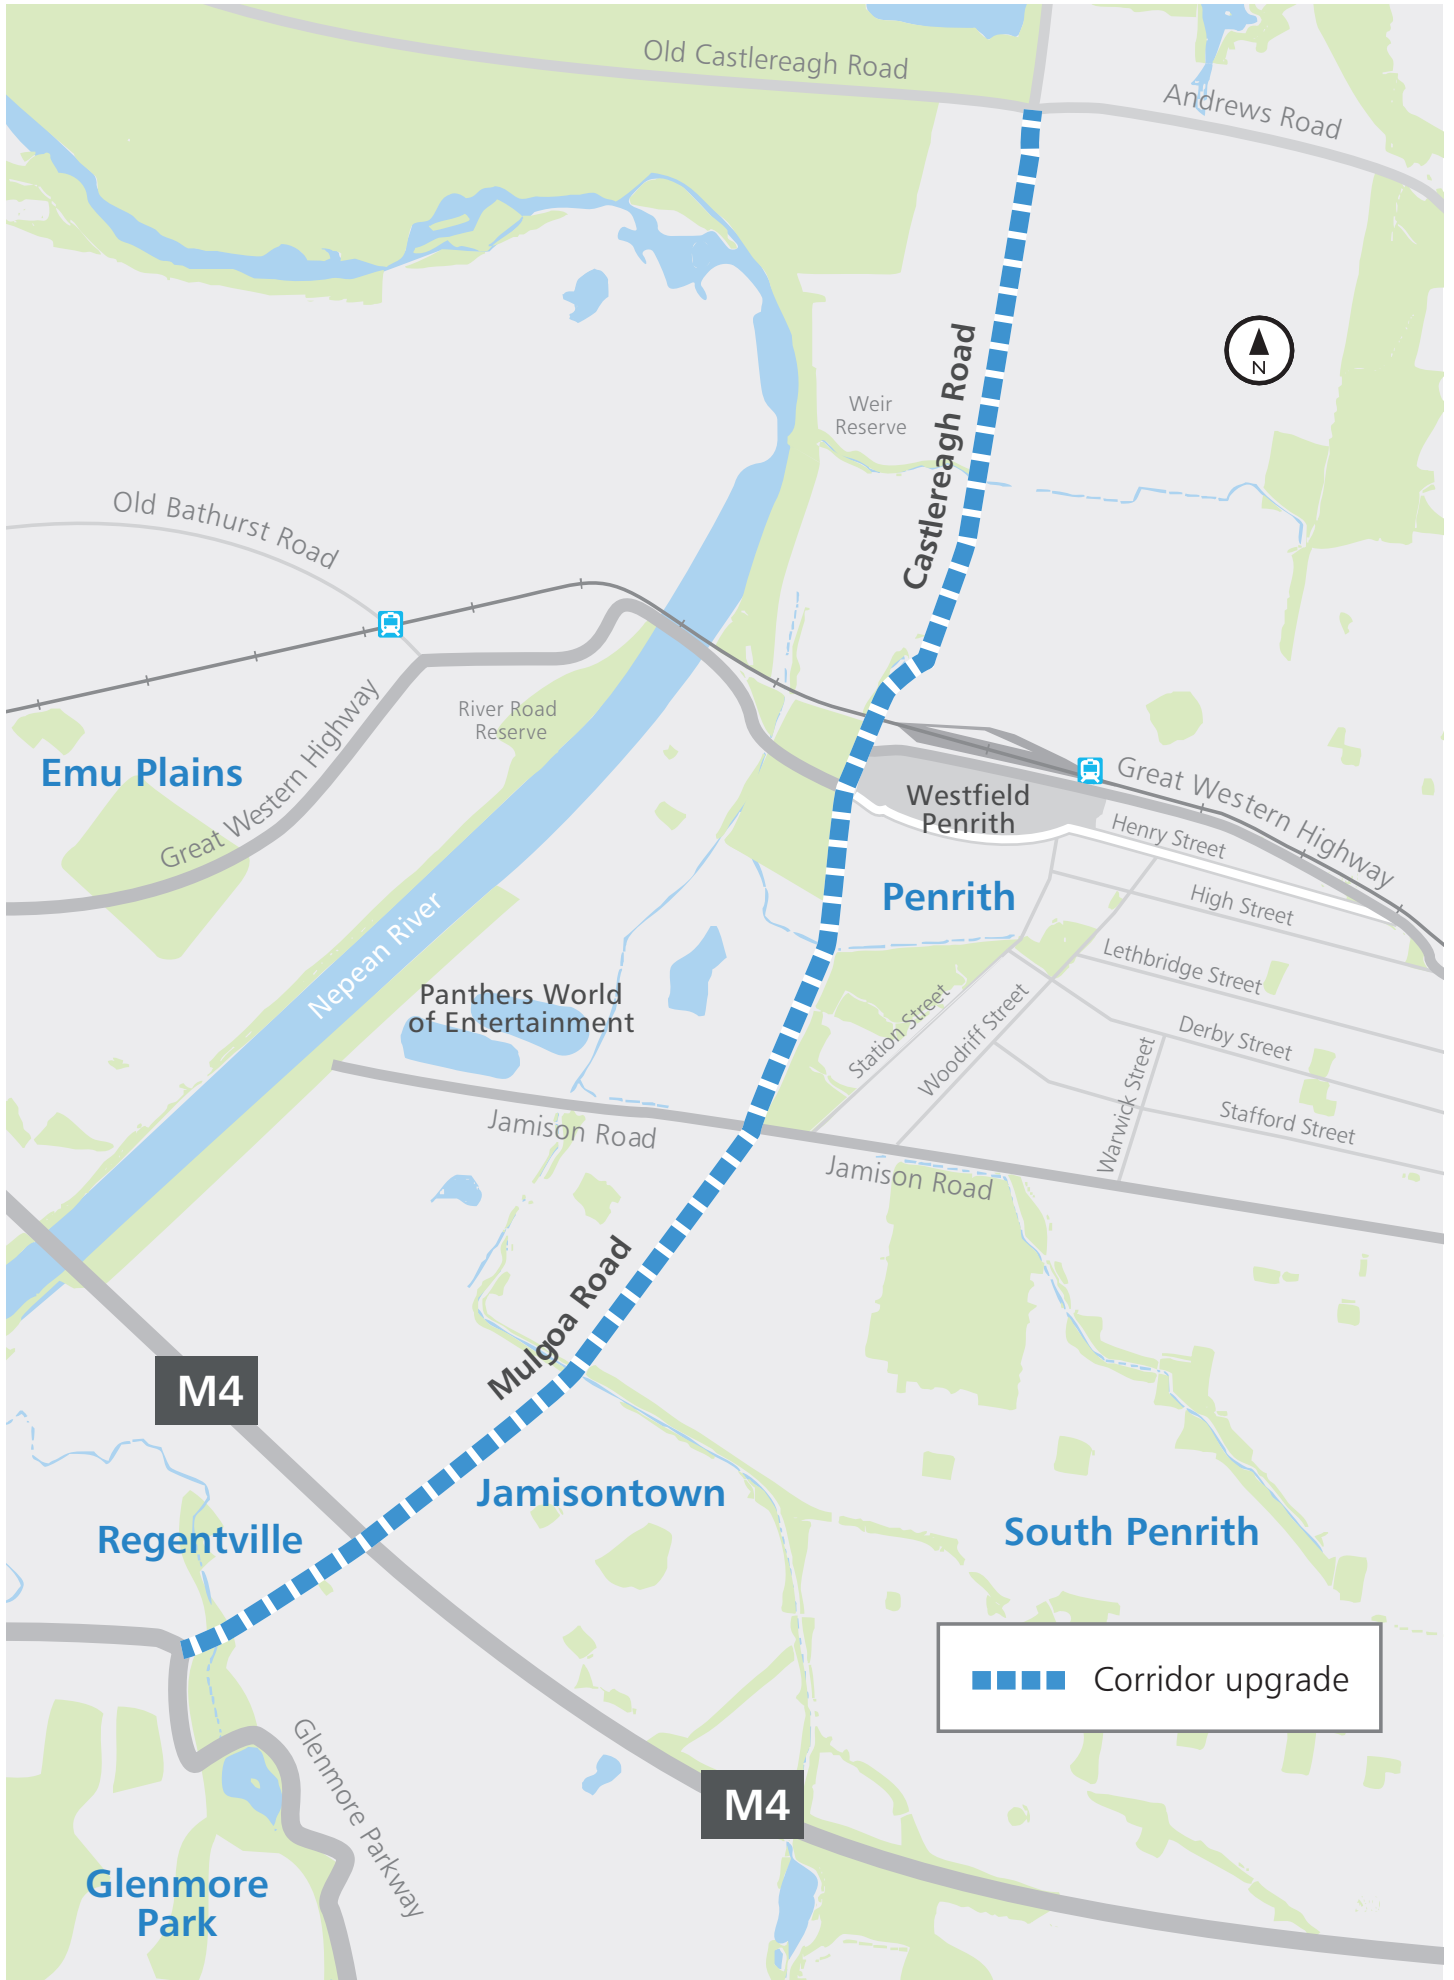 Old Castlereagh Road
Andrews Road
N
Castlereagh Road
Weir
Reserve
Old Bathurst Road
River Road
Reserve
Great Western Highway
Emu Plains
Great Western Highway
Westfield
Penrith
Henry Street
Penrith
High Street
Nepean River
Lethbridge Street
Panthers World
of Entertainment
Station Street
Woodriff Street
Derby Street
Warwick Street
Stafford Street
Jamison Road
Jamison Road
Mulgoa Road
M4
Jamisontown
Regentville
South Penrith
Corridor upgrade
Glenmore Parkway
M4
Glenmore
Park